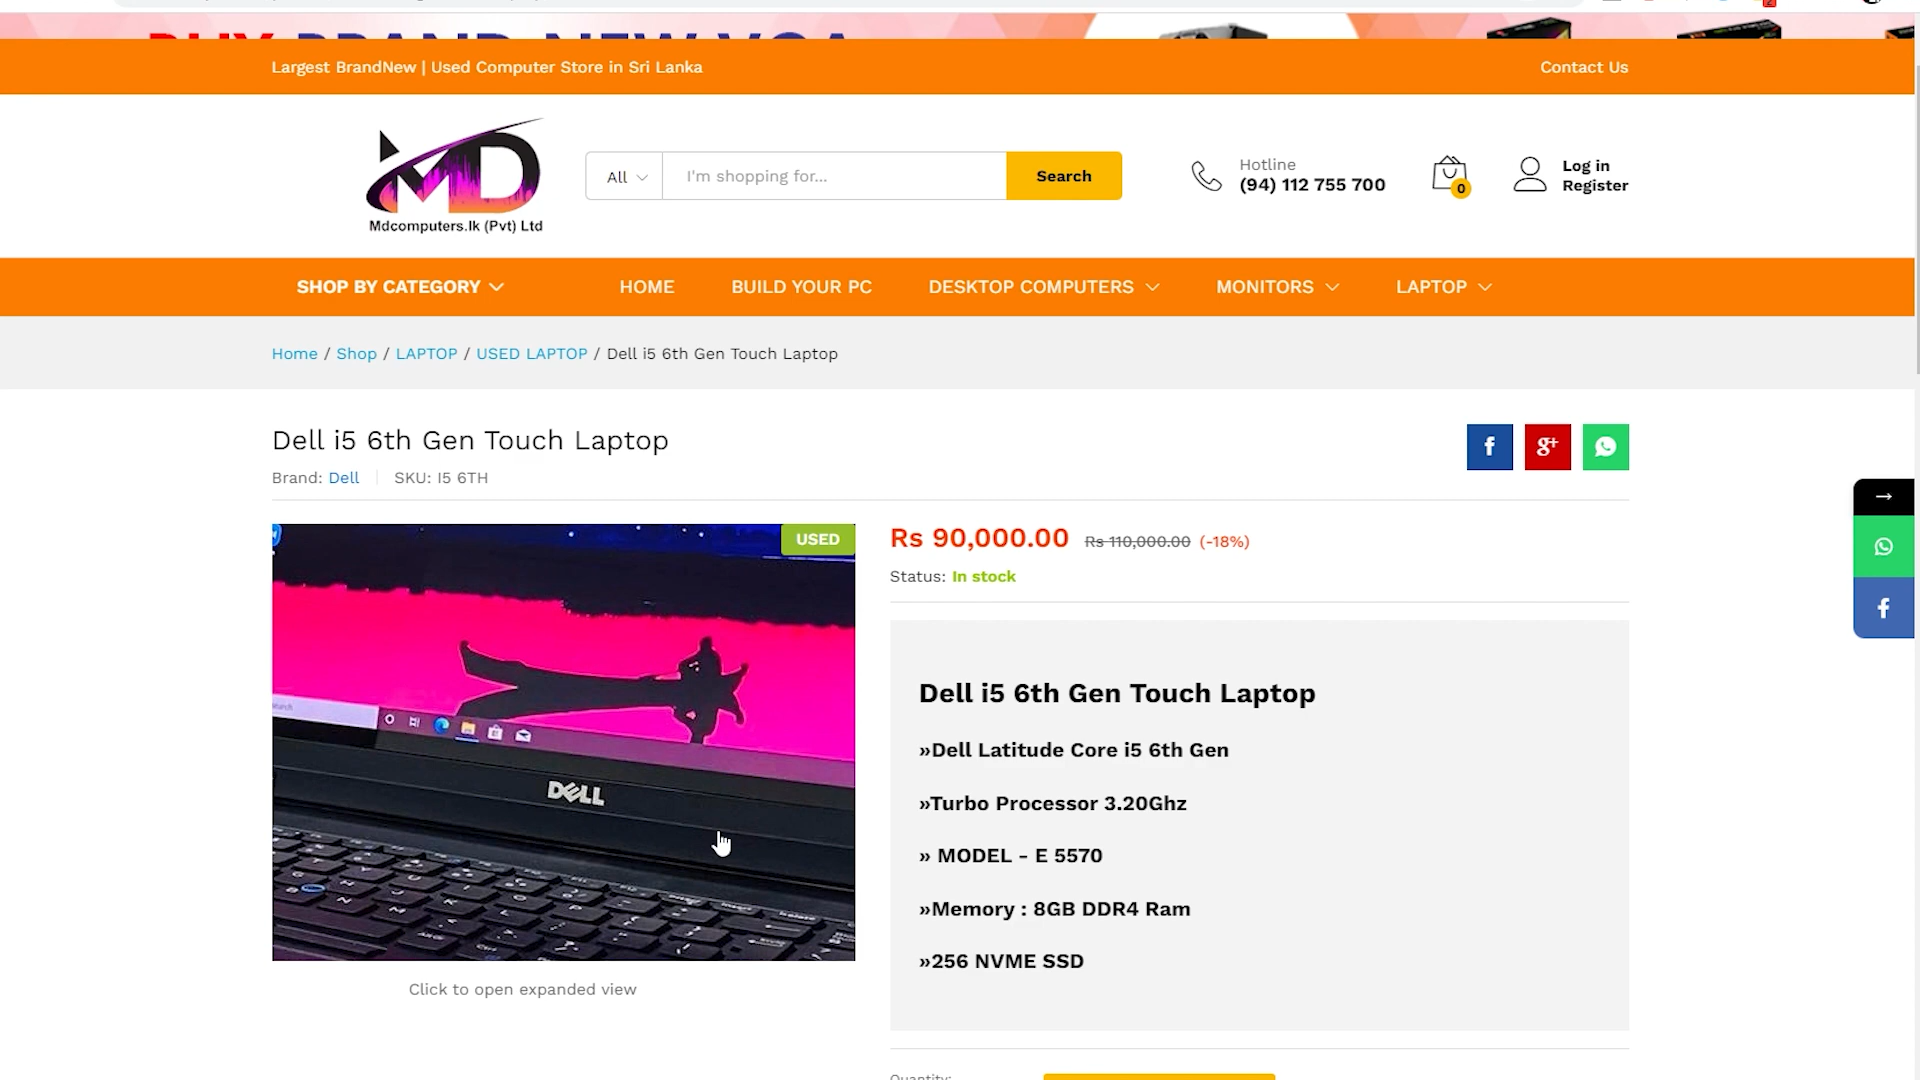 Largest BrandNew | Used Computer Store in Sri Lanka
Contact Us
MD
Mdcomputers.lk (Pvt) Ltd
All
I'm shopping for...
Search
Hotline
(94) 112 755 700
0
Log in
Register
SHOP BY CATEGORY
HOME
BUILD YOUR PC
DESKTOP COMPUTERS
MONITORS
LAPTOP
Home / Shop / LAPTOP / USED LAPTOP / Dell i5 6th Gen Touch Laptop
Dell i5 6th Gen Touch Laptop
Brand: Dell
SKU: I5 6TH
f
g+
USED
DELL
Click to open expanded view
Rs 90,000.00 Rs 110,000.00 (-18%)
Status: In stock
Dell i5 6th Gen Touch Laptop
»Dell Latitude Core i5 6th Gen
»Turbo Processor 3.20Ghz
» MODEL - E 5570
»Memory : 8GB DDR4 Ram
»256 NVME SSD
Quantity: